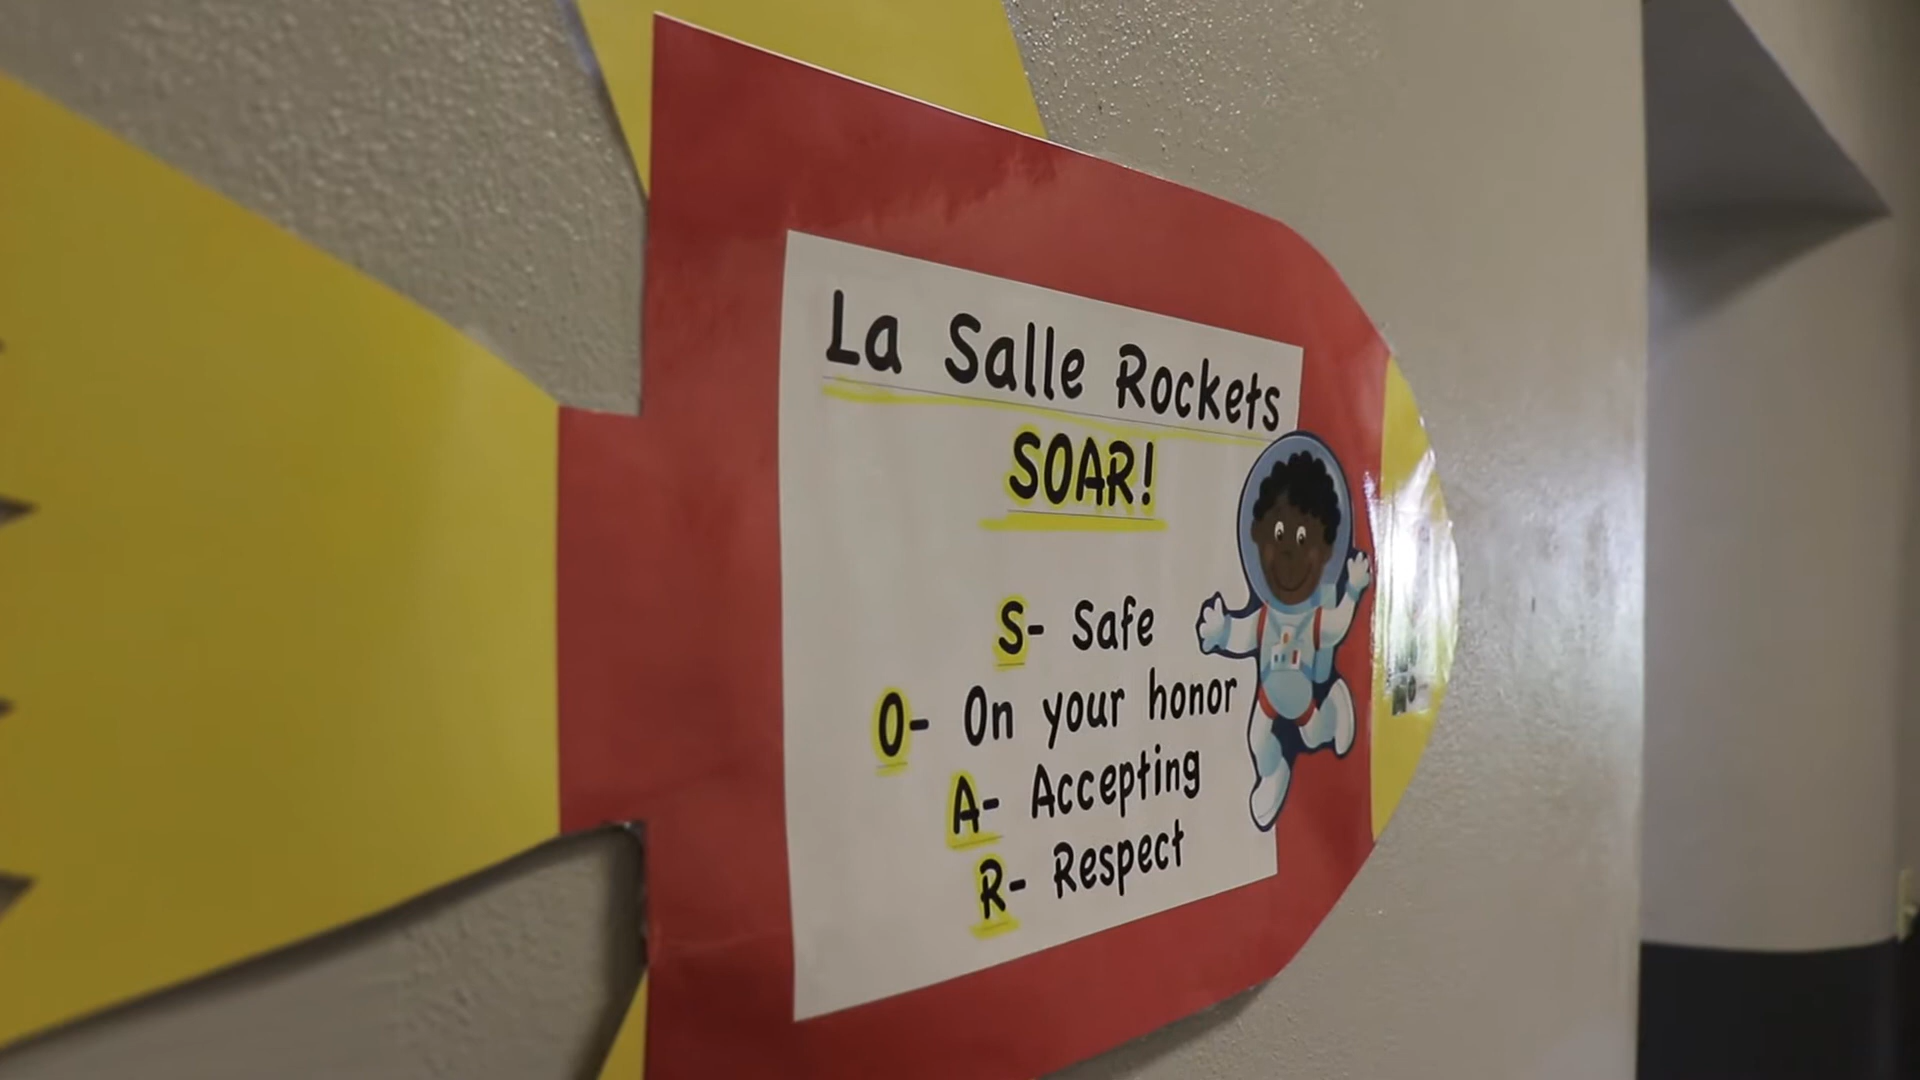 La Salle Rockets
SOAR!
S- Safe
O- On your honor
A- Accepting
R- Respect